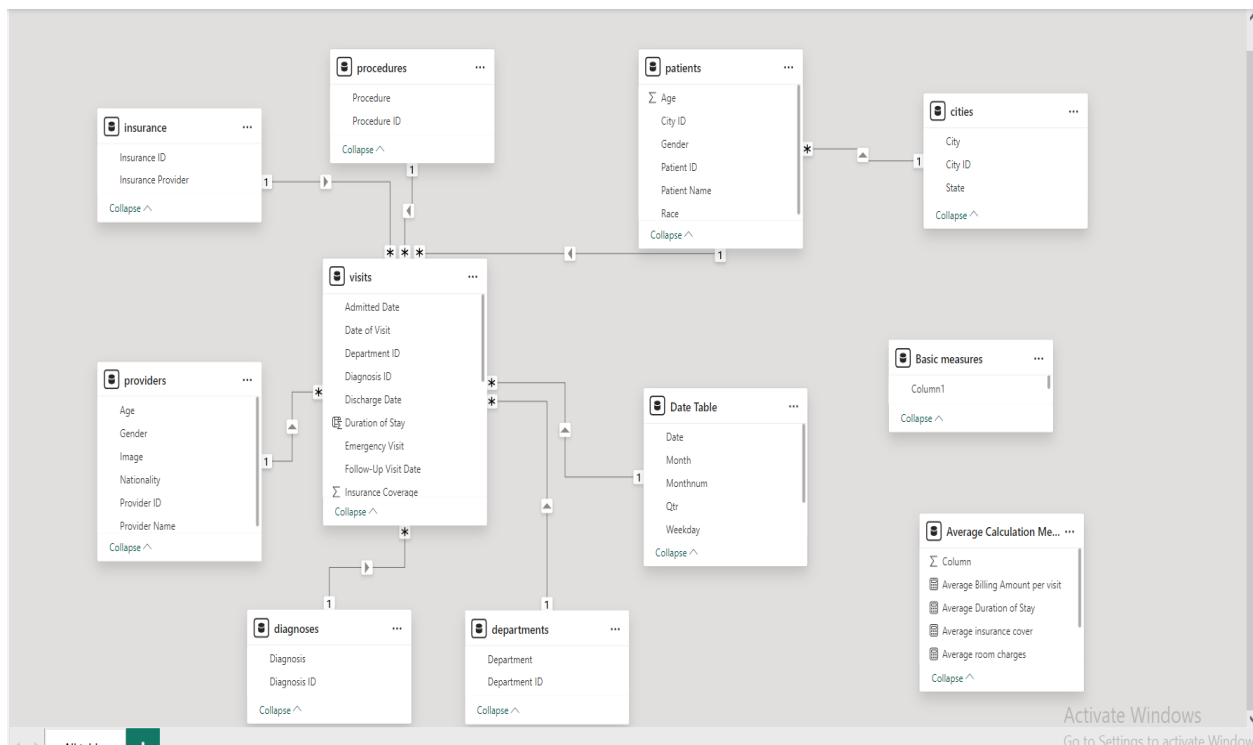 procedures
Procedure
Procedure ID
Collapse
patients
Age
City ID
Gender
Patient ID
Patient Name
Race
Collapse
cities
City
City ID
State
Collapse
insurance
Insurance ID
Insurance Provider
Collapse
1
1
*
1
* * *
1
visits
Admitted Date
Date of Visit
Department ID
Diagnosis ID
Discharge Date
Duration of Stay
Emergency Visit
Follow-Up Visit Date
Σ Insurance Coverage
Collapse
providers
Age
Gender
Image
Nationality
Provider ID
Provider Name
Collapse
1
*
*
*
1
Date Table
Date
Month
Monthnum
Qtr
Weekday
Collapse
Basic measures
Column1
Collapse
Average Calculation Me...
Σ Column
Average Billing Amount per visit
Average Duration of Stay
Average insurance cover
Average room charges
Collapse
*
1
1
diagnoses
Diagnosis
Diagnosis ID
Collapse
departments
Department
Department ID
Collapse
Activate Windows
Go to Settings to activate Window